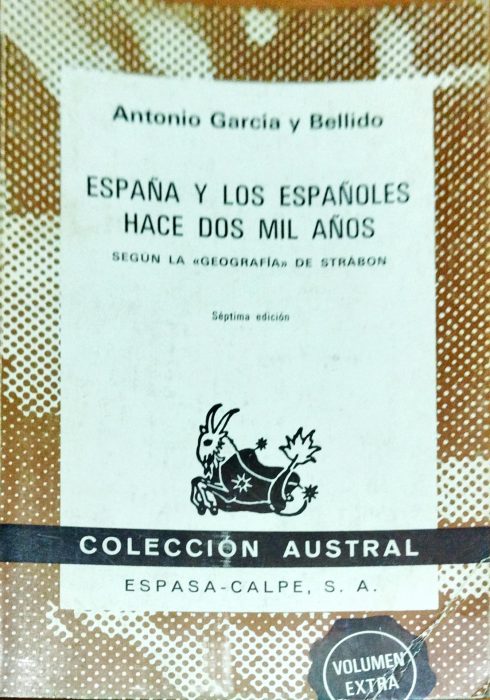 Antonio García y Bellido
ESPAÑA Y LOS ESPAÑOLES
HACE DOS MIL AÑOS
SEGÚN LA «GEOGRAFÍA» DE STRÁBON
Séptima edición
COLECCIÓN AUSTRAL
ESPASA-CALPE, S. A.
VOLUMEN
EXTRA